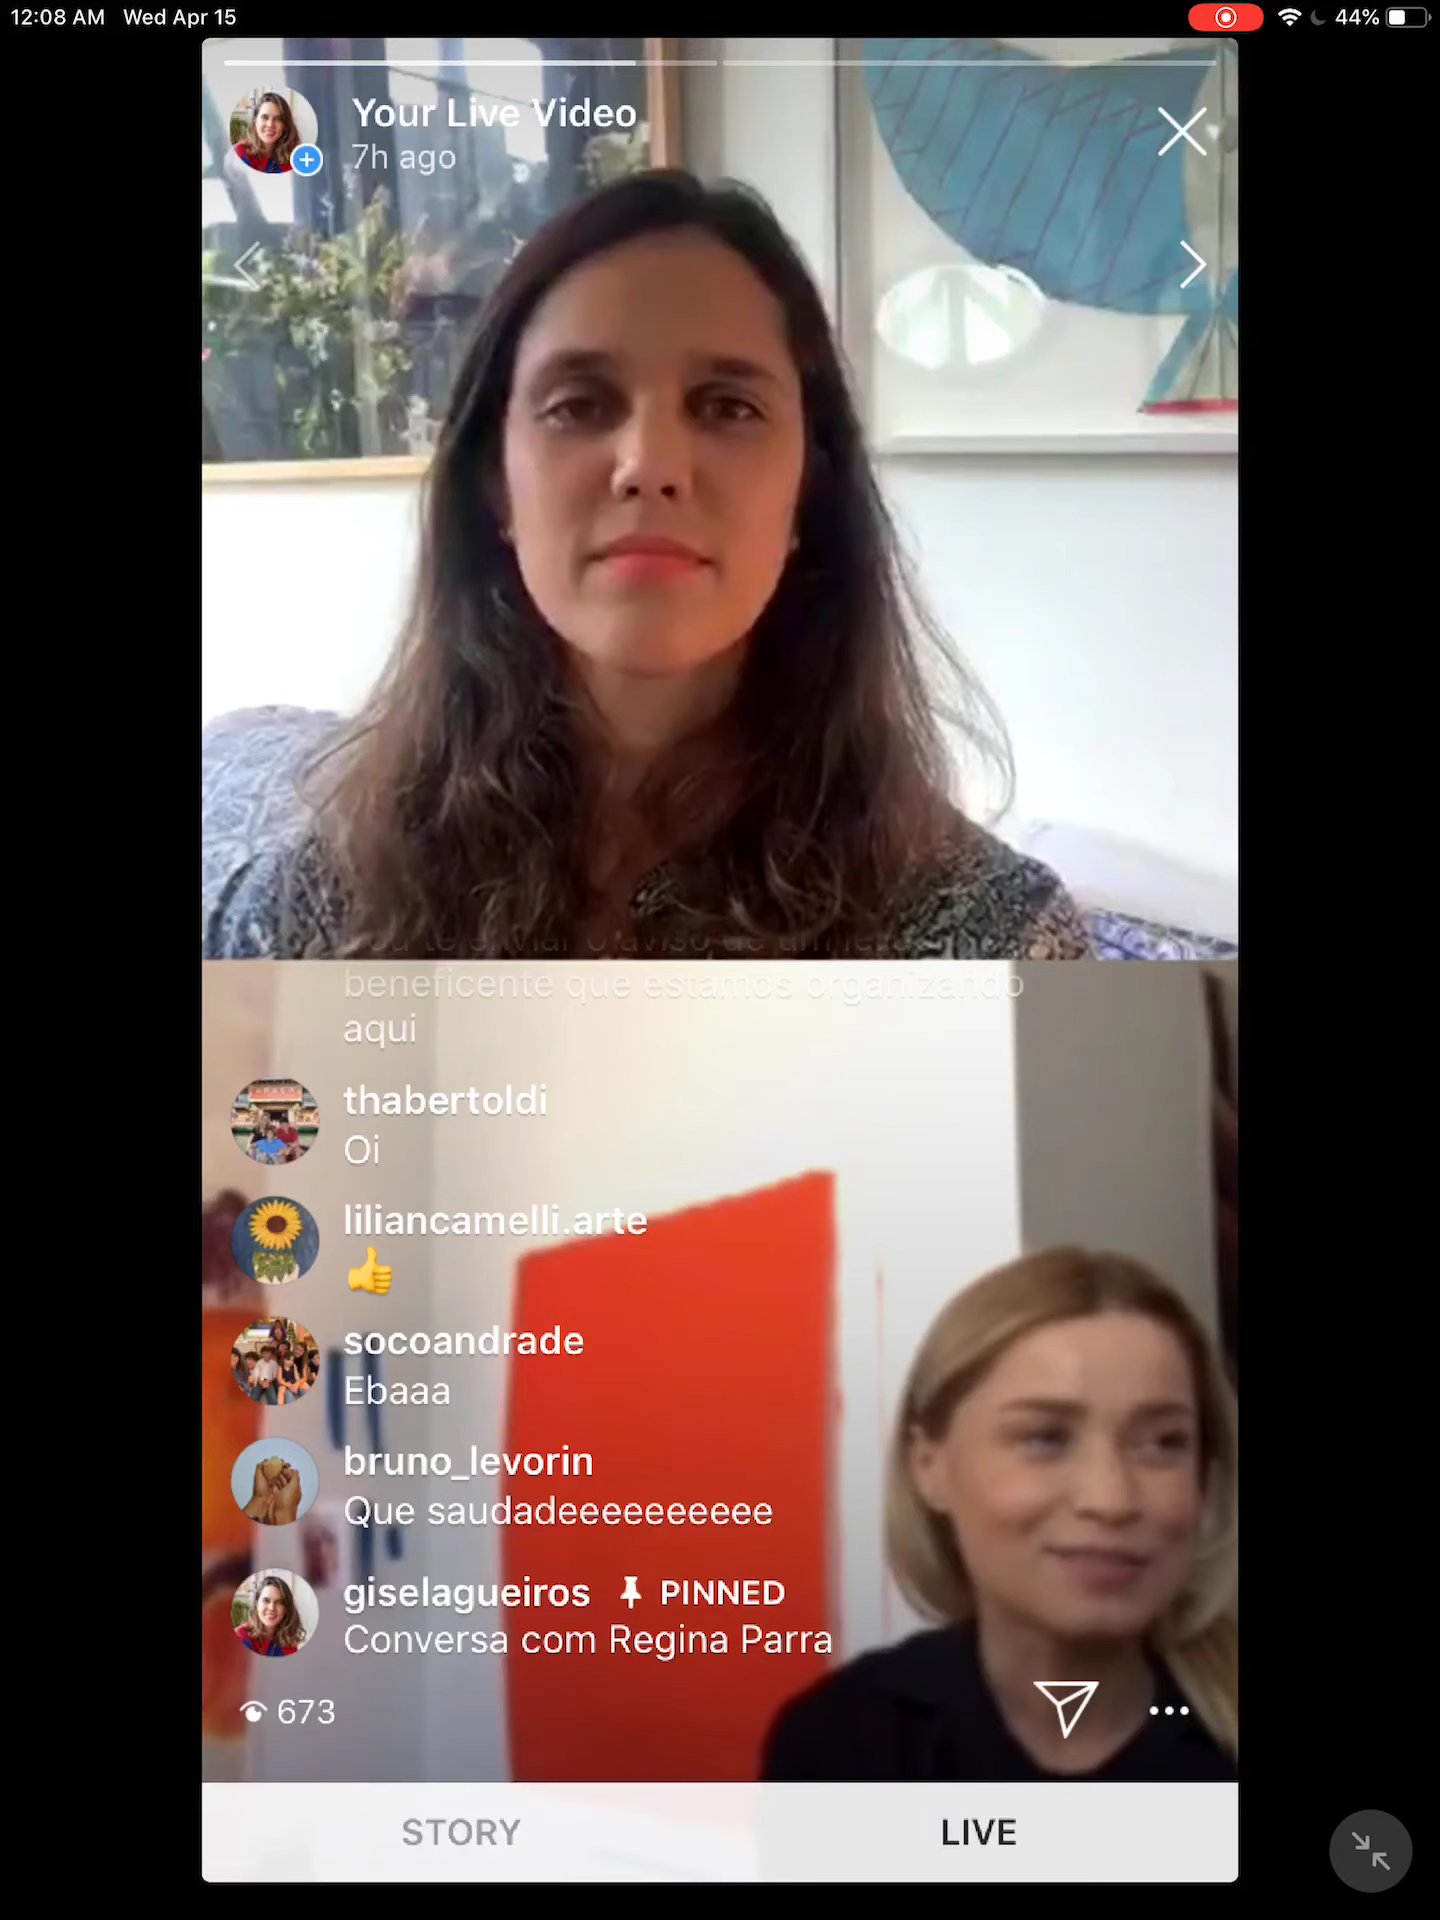 12:08 AM Wed Apr 15
44%
Your Live Video
7h ago
beneficente que estamos organizando
aqui
thabertoldi
Oi
liliancamelli.arte
👍
socoandrade
Ebaaa
bruno_levorin
Que saudadeeeeeeeeee
giselagueiros PINNED
Conversa com Regina Parra
673
STORY LIVE